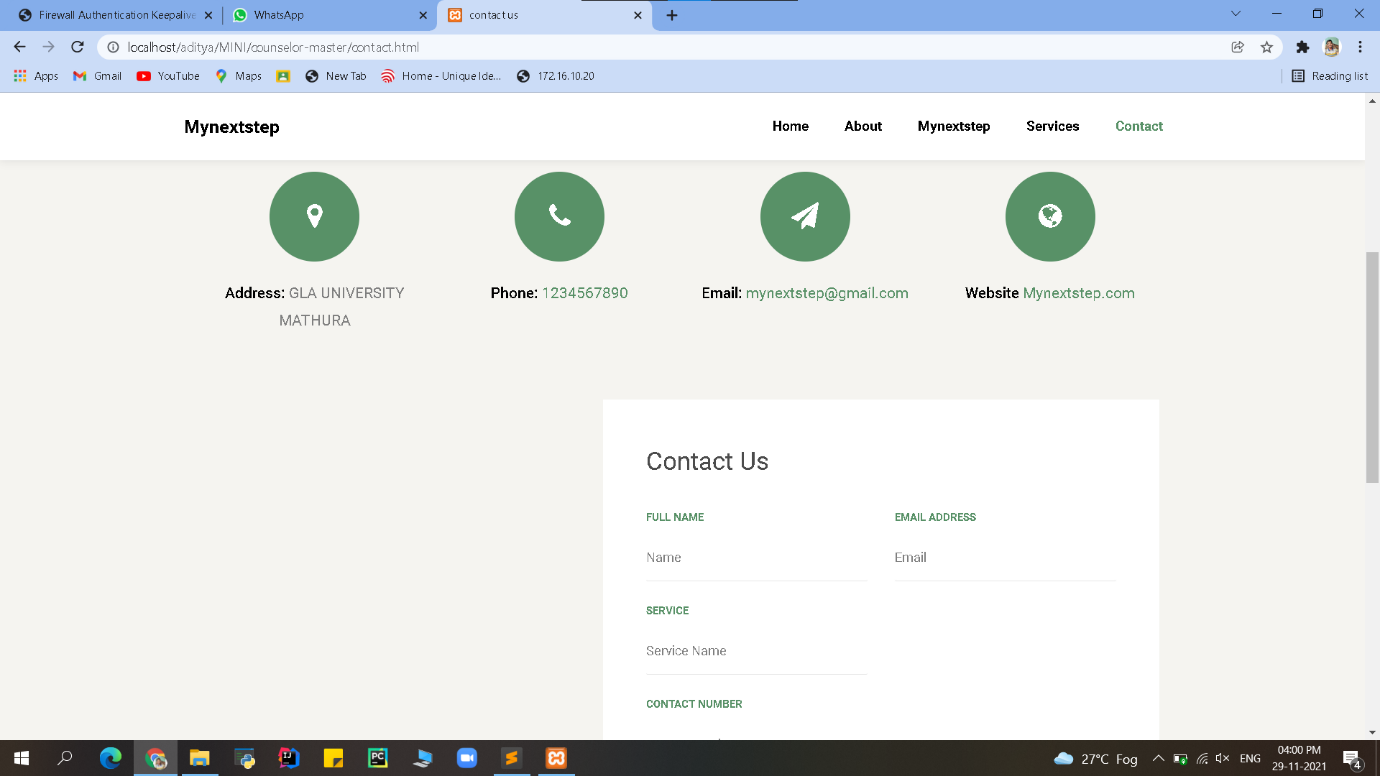 Firewall Authentication Keepalive
WhatsApp
contact us
localhost/aditya/MINI/counselor-master/contact.html
Apps
Gmail
YouTube
Maps
New Tab
Home - Unique Ide...
172.16.10.20
Reading list
Mynextstep
Home
About
Mynextstep
Services
Contact
Address: GLA UNIVERSITY
MATHURA
Phone: 1234567890
Email: mynextstep@gmail.com
Website Mynextstep.com
Contact Us
FULL NAME
EMAIL ADDRESS
Name
Email
SERVICE
Service Name
CONTACT NUMBER
PC
27°C Fog
ENG
04:00 PM
29-11-2021
4